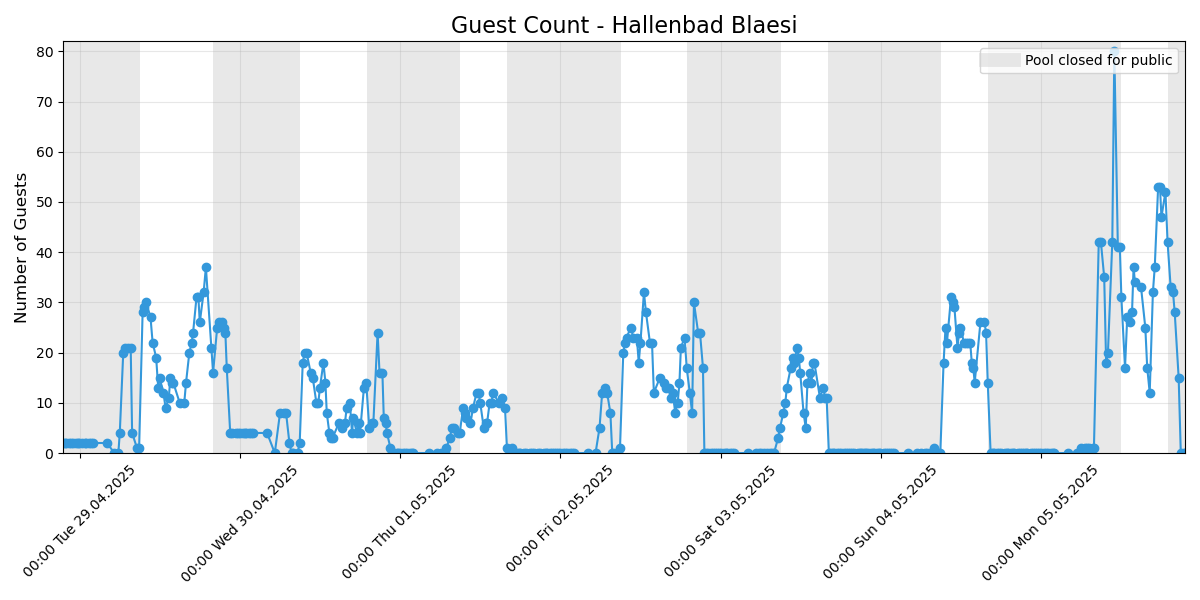 Guest Count - Hallenbad Blaesi
Pool closed for public
Number of Guests
80
70
60
50
40
30
20
10
0
00:00 Tue 29.04.2025
00:00 Wed 30.04.2025
00:00 Thu 01.05.2025
00:00 Fri 02.05.2025
00:00 Sat 03.05.2025
00:00 Sun 04.05.2025
00:00 Mon 05.05.2025